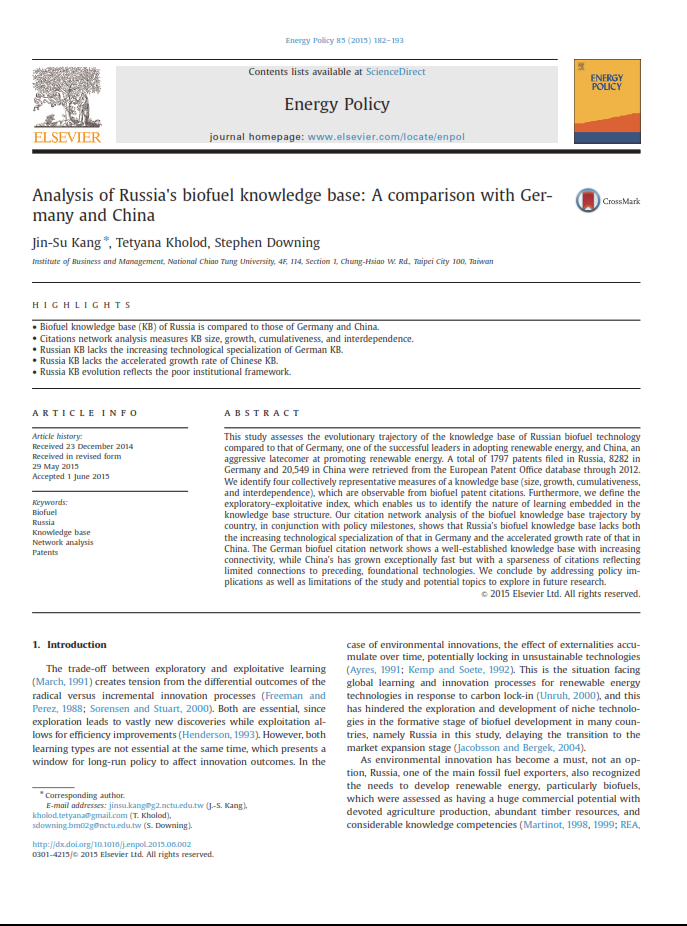 Energy Policy 85 (2015) 182–193
Contents lists available at ScienceDirect
Energy Policy
journal homepage: www.elsevier.com/locate/enpol
ELSEVIER
ENERGY
POLICY
Analysis of Russia's biofuel knowledge base: A comparison with Ger-
many and China
CrossMark
Jin-Su Kang *, Tetyana Kholod, Stephen Downing
Institute of Business and Management, National Chiao Tung University, 4F, 114, Section 1, Chung-Hsiao W. Rd., Taipei City 100, Taiwan
HIGHLIGHTS
• Biofuel knowledge base (KB) of Russia is compared to those of Germany and China.
• Citations network analysis measures KB size, growth, cumulativeness, and interdependence.
• Russian KB lacks the increasing technological specialization of German KB.
• Russia KB lacks the accelerated growth rate of Chinese KB.
• Russia KB evolution reflects the poor institutional framework.
ARTICLE INFO
Article history:
Received 23 December 2014
Received in revised form
29 May 2015
Accepted 1 June 2015
Keywords:
Biofuel
Russia
Knowledge base
Network analysis
Patents
ABSTRACT
This study assesses the evolutionary trajectory of the knowledge base of Russian biofuel technology
compared to that of Germany, one of the successful leaders in adopting renewable energy, and China, an
aggressive latecomer at promoting renewable energy. A total of 1797 patents filed in Russia, 8282 in
Germany and 20,549 in China were retrieved from the European Patent Office database through 2012.
We identify four collectively representative measures of a knowledge base (size, growth, cumulativeness,
and interdependence), which are observable from biofuel patent citations. Furthermore, we define the
exploratory–exploitative index, which enables us to identify the nature of learning embedded in the
knowledge base structure. Our citation network analysis of the biofuel knowledge base trajectory by
country, in conjunction with policy milestones, shows that Russia's biofuel knowledge base lacks both
the increasing technological specialization of that in Germany and the accelerated growth rate of that in
China. The German biofuel citation network shows a well-established knowledge base with increasing
connectivity, while China's has grown exceptionally fast but with a sparseness of citations reflecting
limited connections to preceding, foundational technologies. We conclude by addressing policy im-
plications as well as limitations of the study and potential topics to explore in future research.
© 2015 Elsevier Ltd. All rights reserved.
1. Introduction
The trade-off between exploratory and exploitative learning
(March, 1991) creates tension from the differential outcomes of the
radical versus incremental innovation processes (Freeman and
Perez, 1988; Sorensen and Stuart, 2000). Both are essential, since
exploration leads to vastly new discoveries while exploitation al-
lows for efficiency improvements (Henderson, 1993). However, both
learning types are not essential at the same time, which presents a
window for long-run policy to affect innovation outcomes. In the
* Corresponding author.
E-mail addresses: jinsu.kang@g2.nctu.edu.tw (J.-S. Kang),
kholod.tetyana@gmail.com (T. Kholod),
sdowning.bm02g@nctu.edu.tw (S. Downing).
http://dx.doi.org/10.1016/j.enpol.2015.06.002
0301-4215/© 2015 Elsevier Ltd. All rights reserved.
case of environmental innovations, the effect of externalities accu-
mulate over time, potentially locking in unsustainable technologies
(Ayres, 1991; Kemp and Soete, 1992). This is the situation facing
global learning and innovation processes for renewable energy
technologies in response to carbon lock-in (Unruh, 2000), and this
has hindered the exploration and development of niche technolo-
gies in the formative stage of biofuel development in many coun-
tries, namely Russia in this study, delaying the transition to the
market expansion stage (Jacobsson and Bergek, 2004).
As environmental innovation has become a must, not an op-
tion, Russia, one of the main fossil fuel exporters, also recognized
the needs to develop renewable energy, particularly biofuels,
which were assessed as having a huge commercial potential with
devoted agriculture production, abundant timber resources, and
considerable knowledge competencies (Martinot, 1998, 1999; REA,